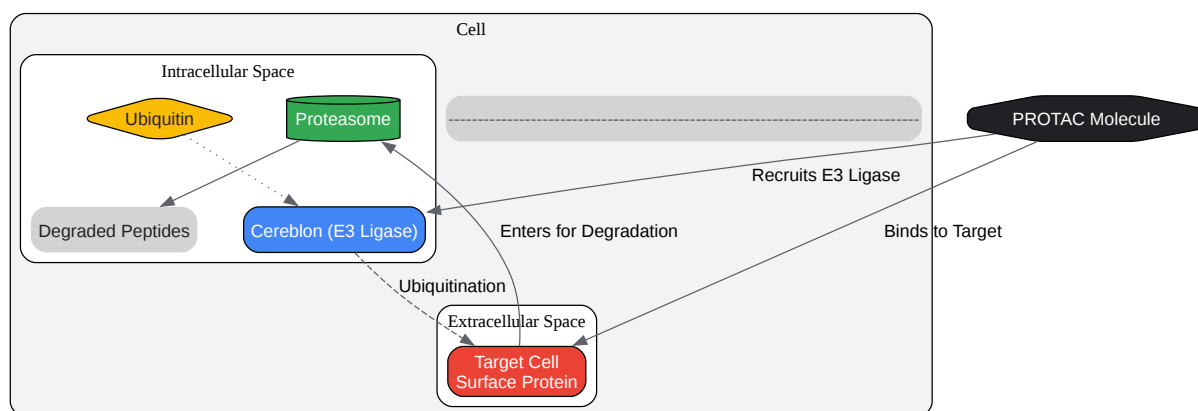 Cell
Intracellular Space
Ubiquitin
Proteasome
--------------------------------------------------------------------------------
PROTAC Molecule
Recruits E3 Ligase
Degraded Peptides
Cereblon (E3 Ligase)
Enters for Degradation
Binds to Target
Ubiquitination
Extracellular Space
Target Cell
Surface Protein